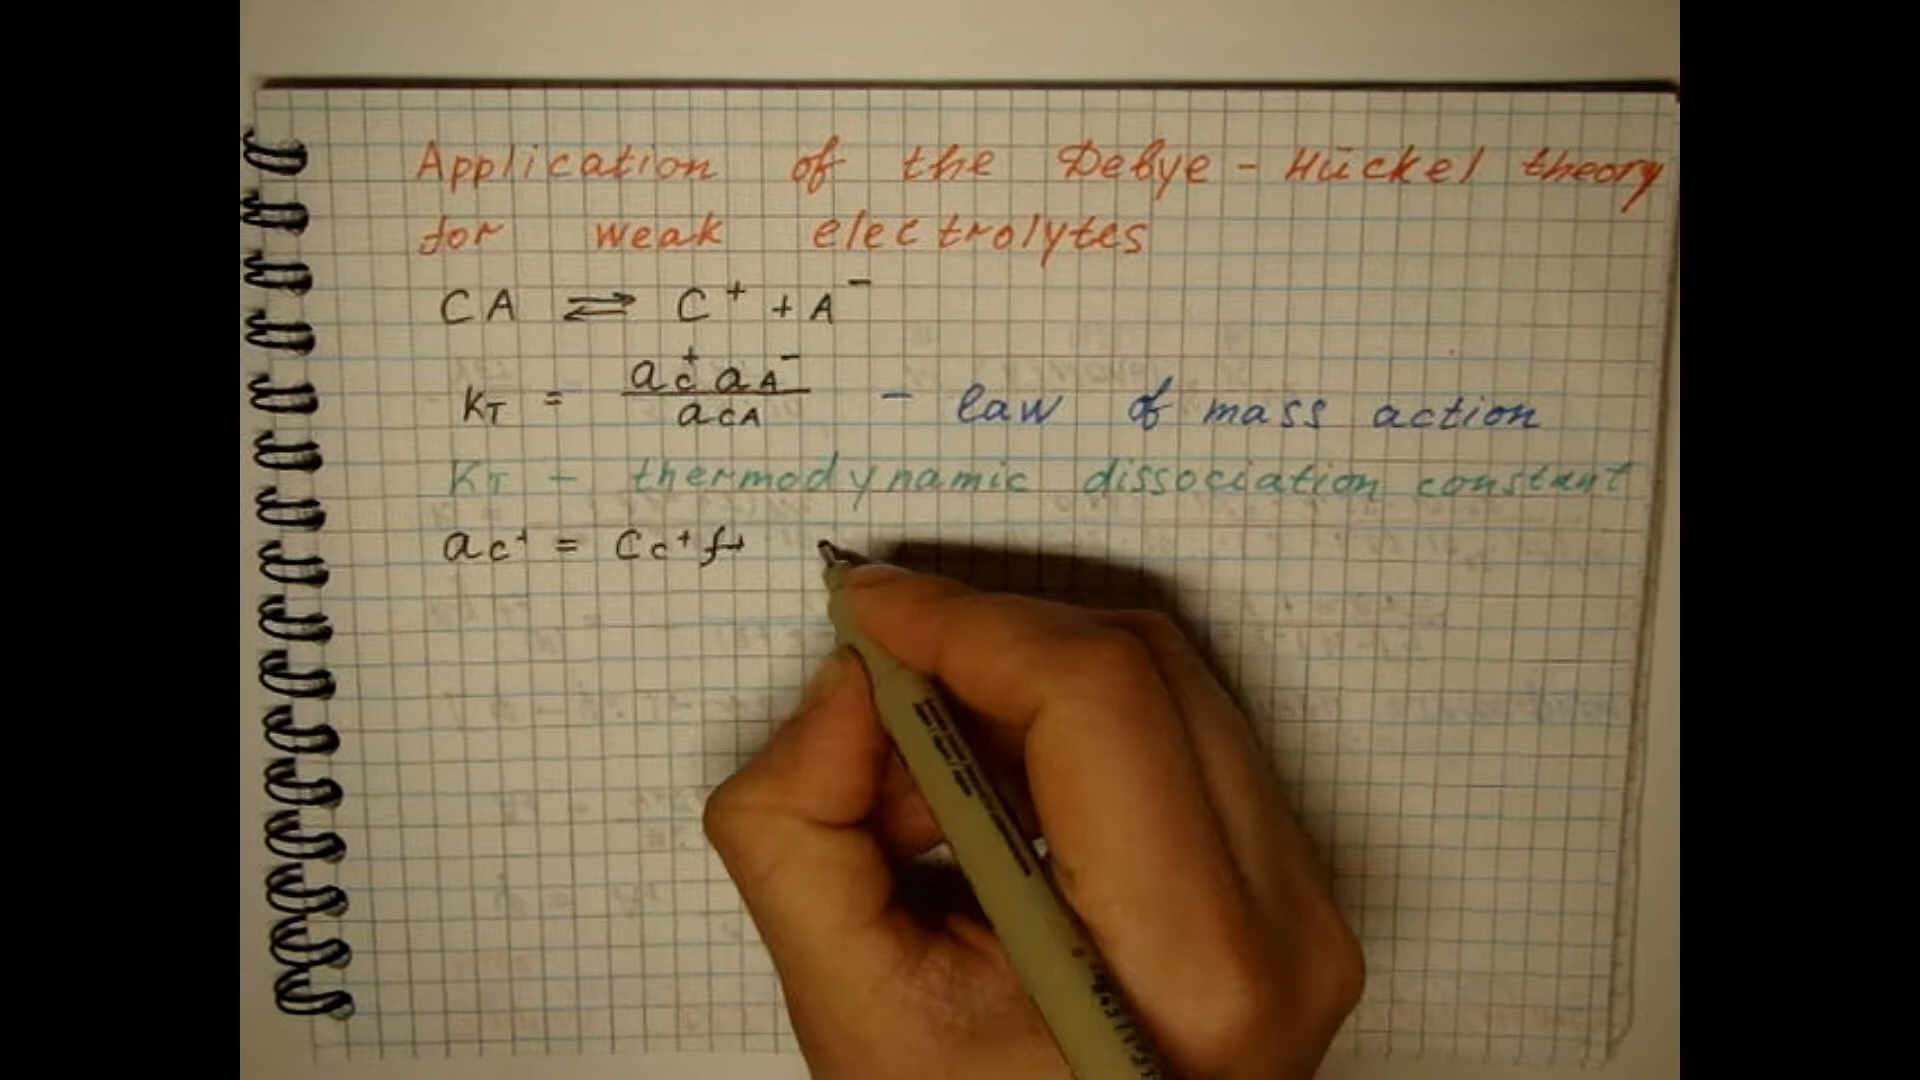 Application of the Debye - Hückel theory
for weak electrolytes
CA ⇌ C⁺ + A⁻
K_T = a_C⁺ a_A⁻ / a_CA - law of mass action
K_T - thermodynamic dissociation constant
a_C⁺ = C_C⁺ f₊